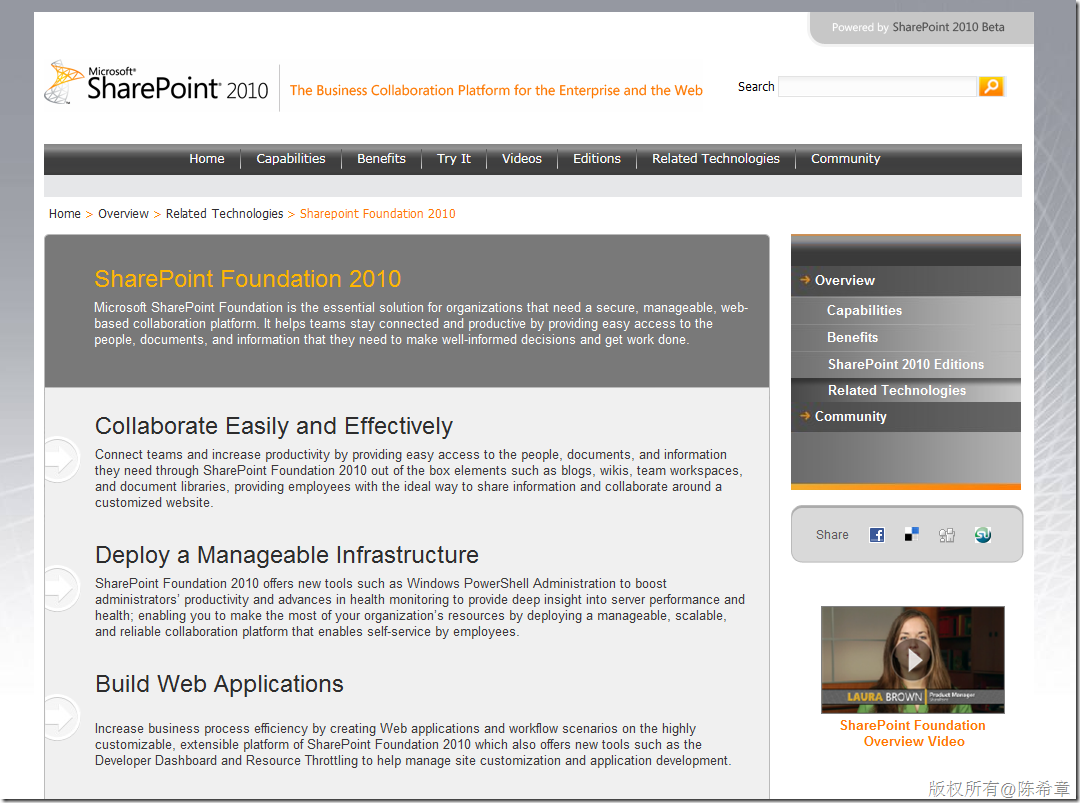 Powered by SharePoint 2010 Beta
Microsoft®
SharePoint® 2010
The Business Collaboration Platform for the Enterprise and the Web
Search
Home
Capabilities
Benefits
Try It
Videos
Editions
Related Technologies
Community
Home > Overview > Related Technologies > Sharepoint Foundation 2010
SharePoint Foundation 2010
Microsoft SharePoint Foundation is the essential solution for organizations that need a secure, manageable, web-
based collaboration platform. It helps teams stay connected and productive by providing easy access to the
people, documents, and information that they need to make well-informed decisions and get work done.
Collaborate Easily and Effectively
Connect teams and increase productivity by providing easy access to the people, documents, and information
they need through SharePoint Foundation 2010 out of the box elements such as blogs, wikis, team workspaces,
and document libraries, providing employees with the ideal way to share information and collaborate around a
customized website.
Deploy a Manageable Infrastructure
SharePoint Foundation 2010 offers new tools such as Windows PowerShell Administration to boost
administrators' productivity and advances in health monitoring to provide deep insight into server performance and
health; enabling you to make the most of your organization's resources by deploying a manageable, scalable,
and reliable collaboration platform that enables self-service by employees.
Build Web Applications
Increase business process efficiency by creating Web applications and workflow scenarios on the highly
customizable, extensible platform of SharePoint Foundation 2010 which also offers new tools such as the
Developer Dashboard and Resource Throttling to help manage site customization and application development.
Overview
Capabilities
Benefits
SharePoint 2010 Editions
Related Technologies
Community
Share
LAURA BROWN
Product Manager
SharePoint Foundation
Overview Video
版权所有@陈希章